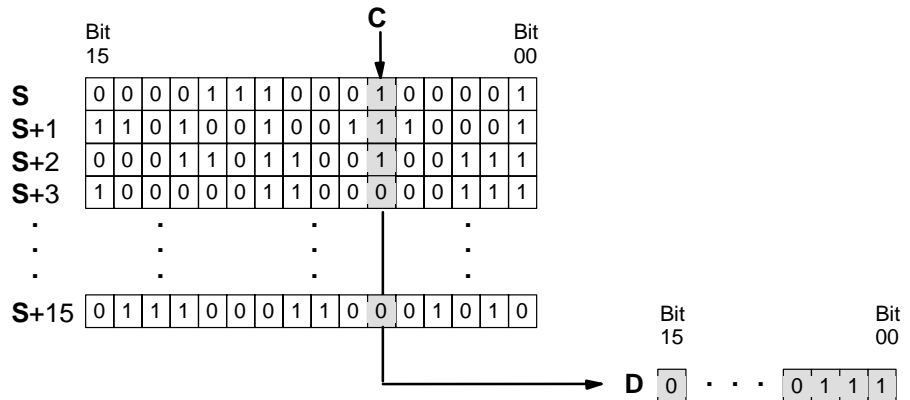 C
Bit Bit
15 00
S 0 0 0 0 1 1 1 0 0 0 1 0 0 0 0 1
S+1 1 1 0 1 0 0 1 0 0 1 1 1 0 0 0 1
S+2 0 0 0 1 1 0 1 1 0 0 1 0 0 1 1 1
S+3 1 0 0 0 0 0 1 1 0 0 0 0 0 1 1 1
S+15 0 1 1 1 0 0 0 1 1 0 0 0 1 0 1 0
Bit Bit
15 00
D 0 · · · 0 1 1 1